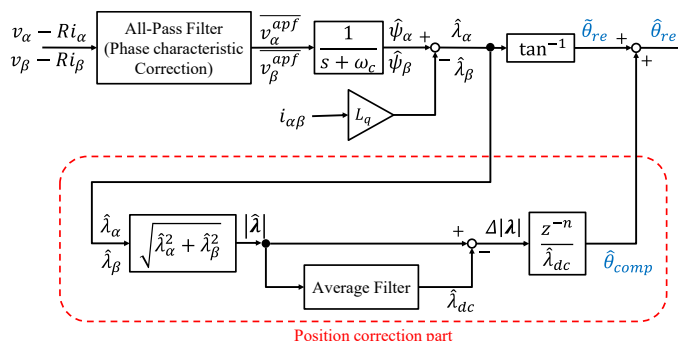 v_α − Ri_α
v_β − Ri_β
All-Pass Filter
(Phase characteristic
Correction)
\overline{v_α^{apf}}
\overline{v_β^{apf}}
1
s + ω_c
ψ̂_α
ψ̂_β
+
−
λ̂_α
λ̂_β
tan⁻¹
θ̃_re
+
+
θ̂_re
i_αβ
L_q
λ̂_α
λ̂_β
√(λ̂_α² + λ̂_β²)
|λ̂|
Average Filter
λ̂_dc
+
−
Δ|λ|
z⁻ⁿ
λ̂_dc
θ̂_comp
Position correction part